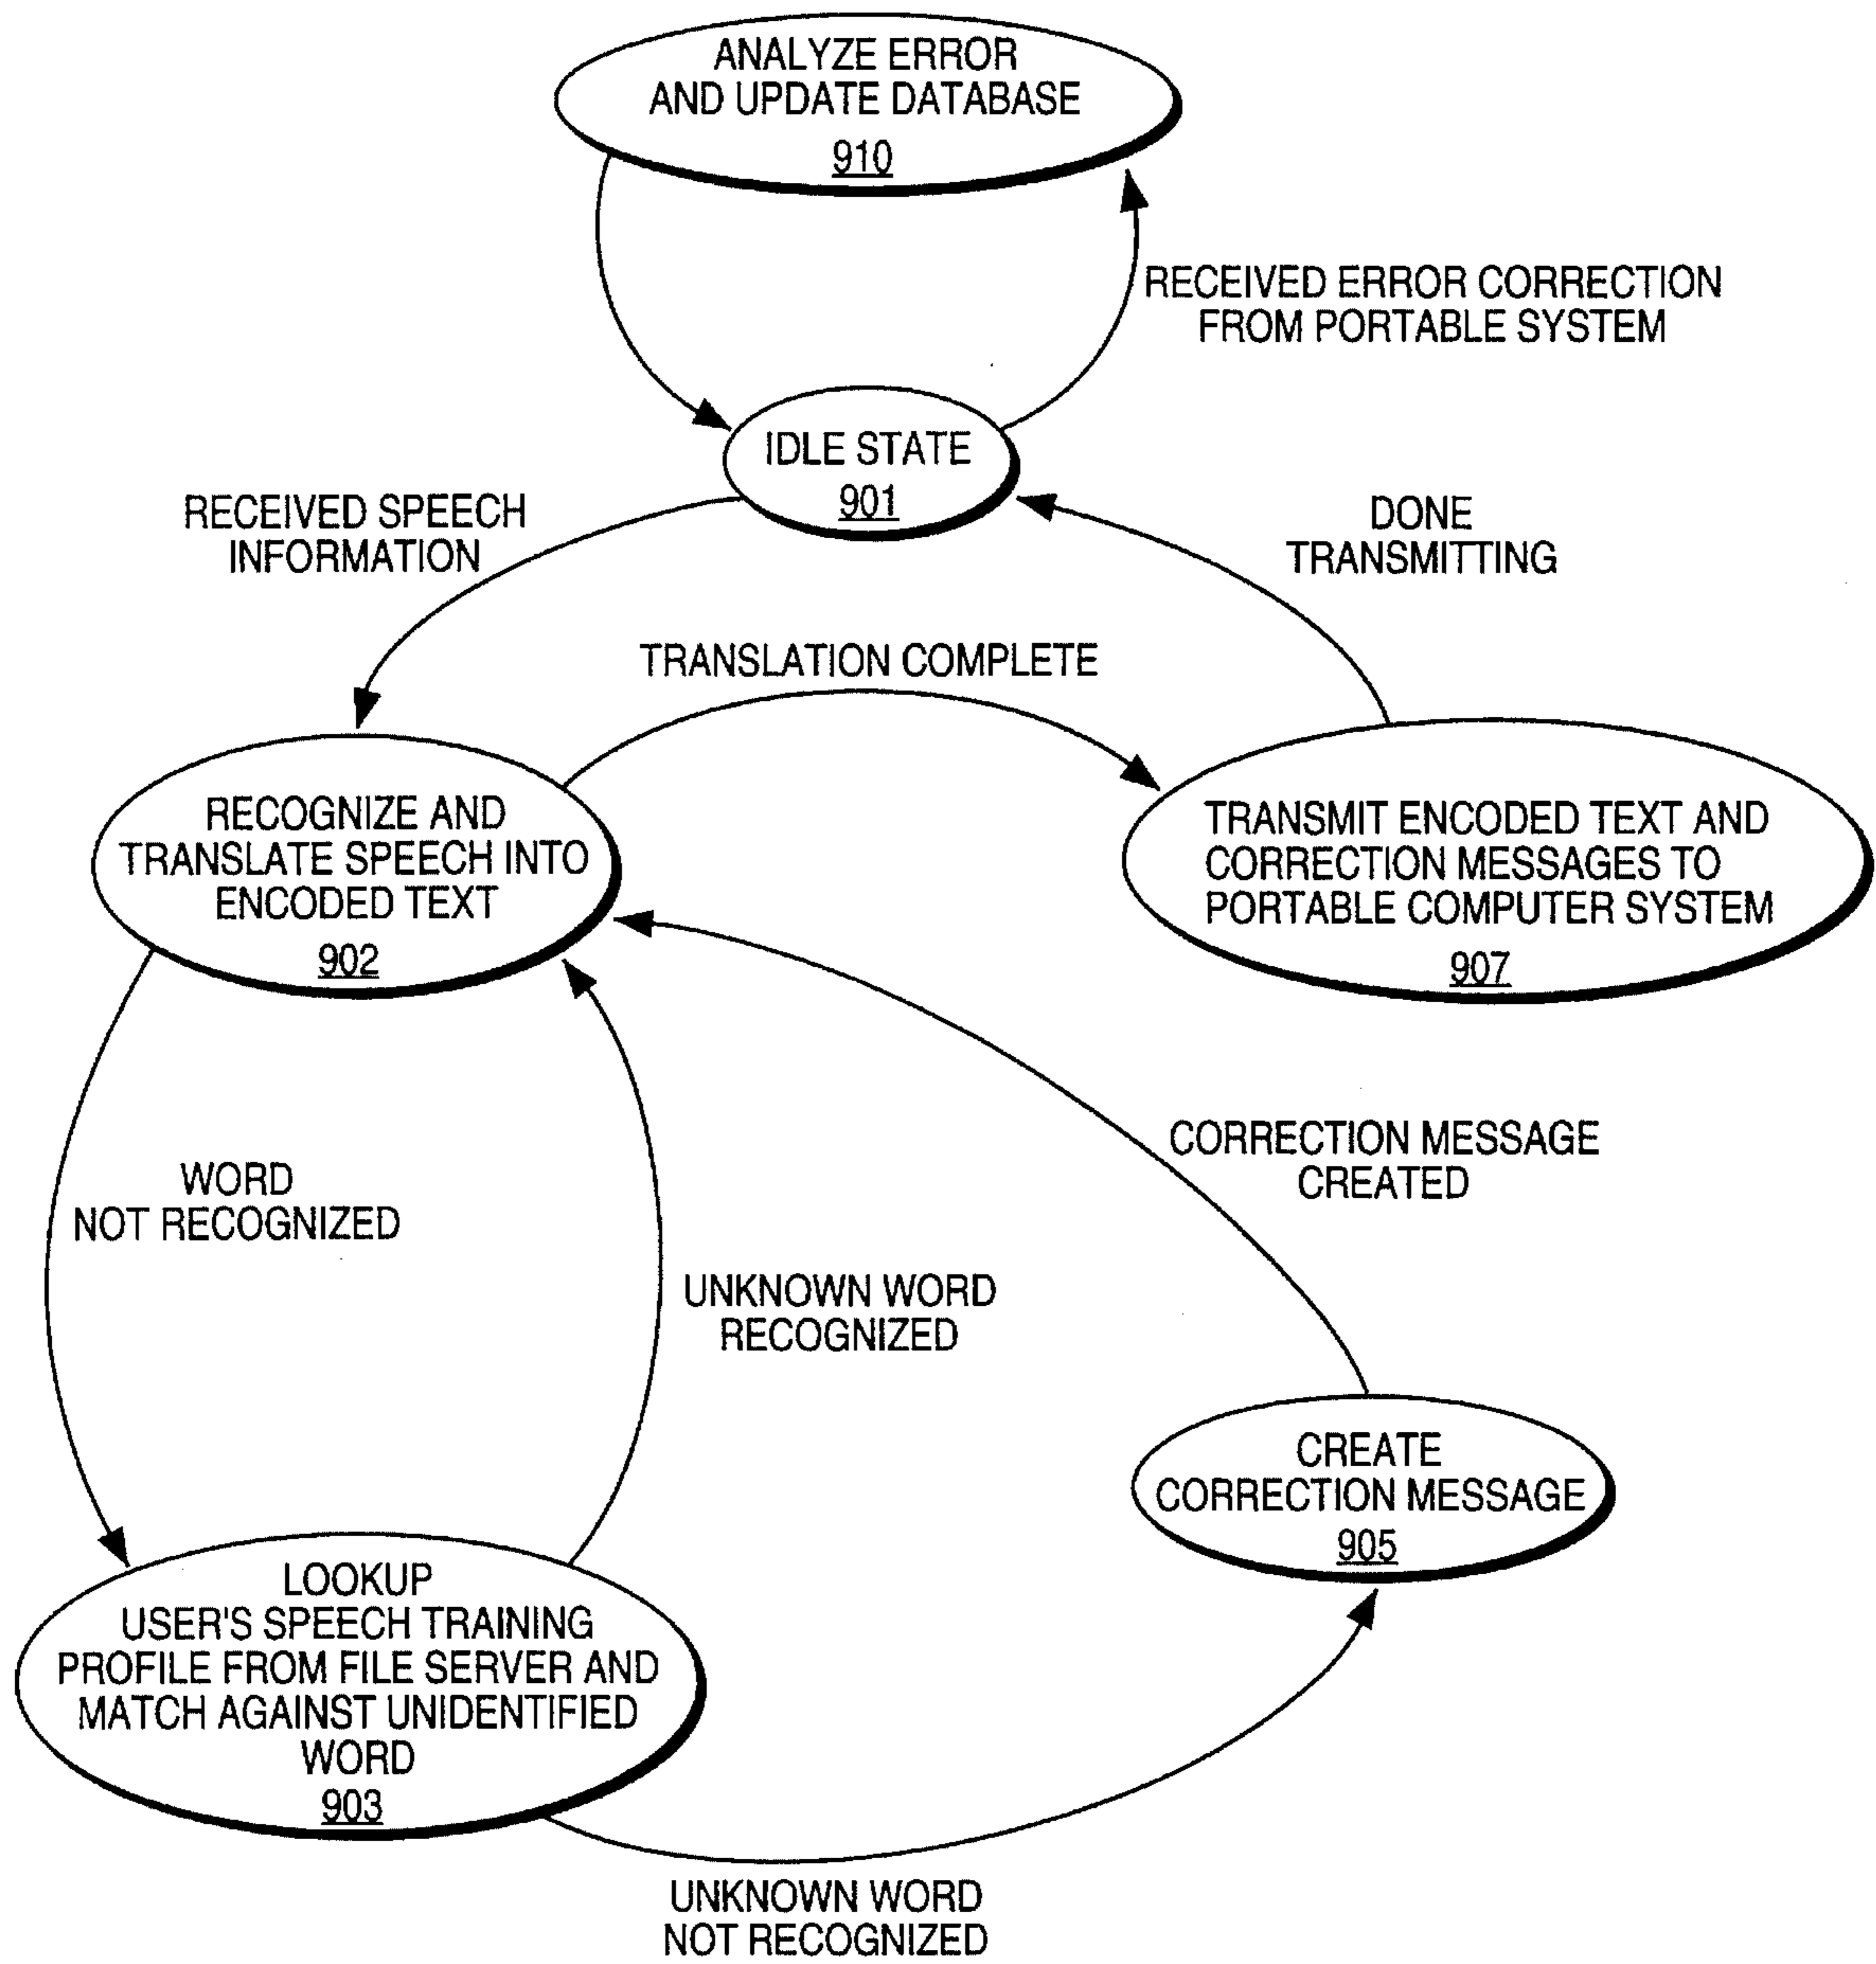 ANALYZE ERROR
AND UPDATE DATABASE
910
RECEIVED ERROR CORRECTION
FROM PORTABLE SYSTEM
IDLE STATE
901
RECEIVED SPEECH
INFORMATION
DONE
TRANSMITTING
TRANSLATION COMPLETE
RECOGNIZE AND
TRANSLATE SPEECH INTO
ENCODED TEXT
902
TRANSMIT ENCODED TEXT AND
CORRECTION MESSAGES TO
PORTABLE COMPUTER SYSTEM
907
WORD
NOT RECOGNIZED
UNKNOWN WORD
RECOGNIZED
CORRECTION MESSAGE
CREATED
CREATE
CORRECTION MESSAGE
905
LOOKUP
USER'S SPEECH TRAINING
PROFILE FROM FILE SERVER AND
MATCH AGAINST UNIDENTIFIED
WORD
903
UNKNOWN WORD
NOT RECOGNIZED